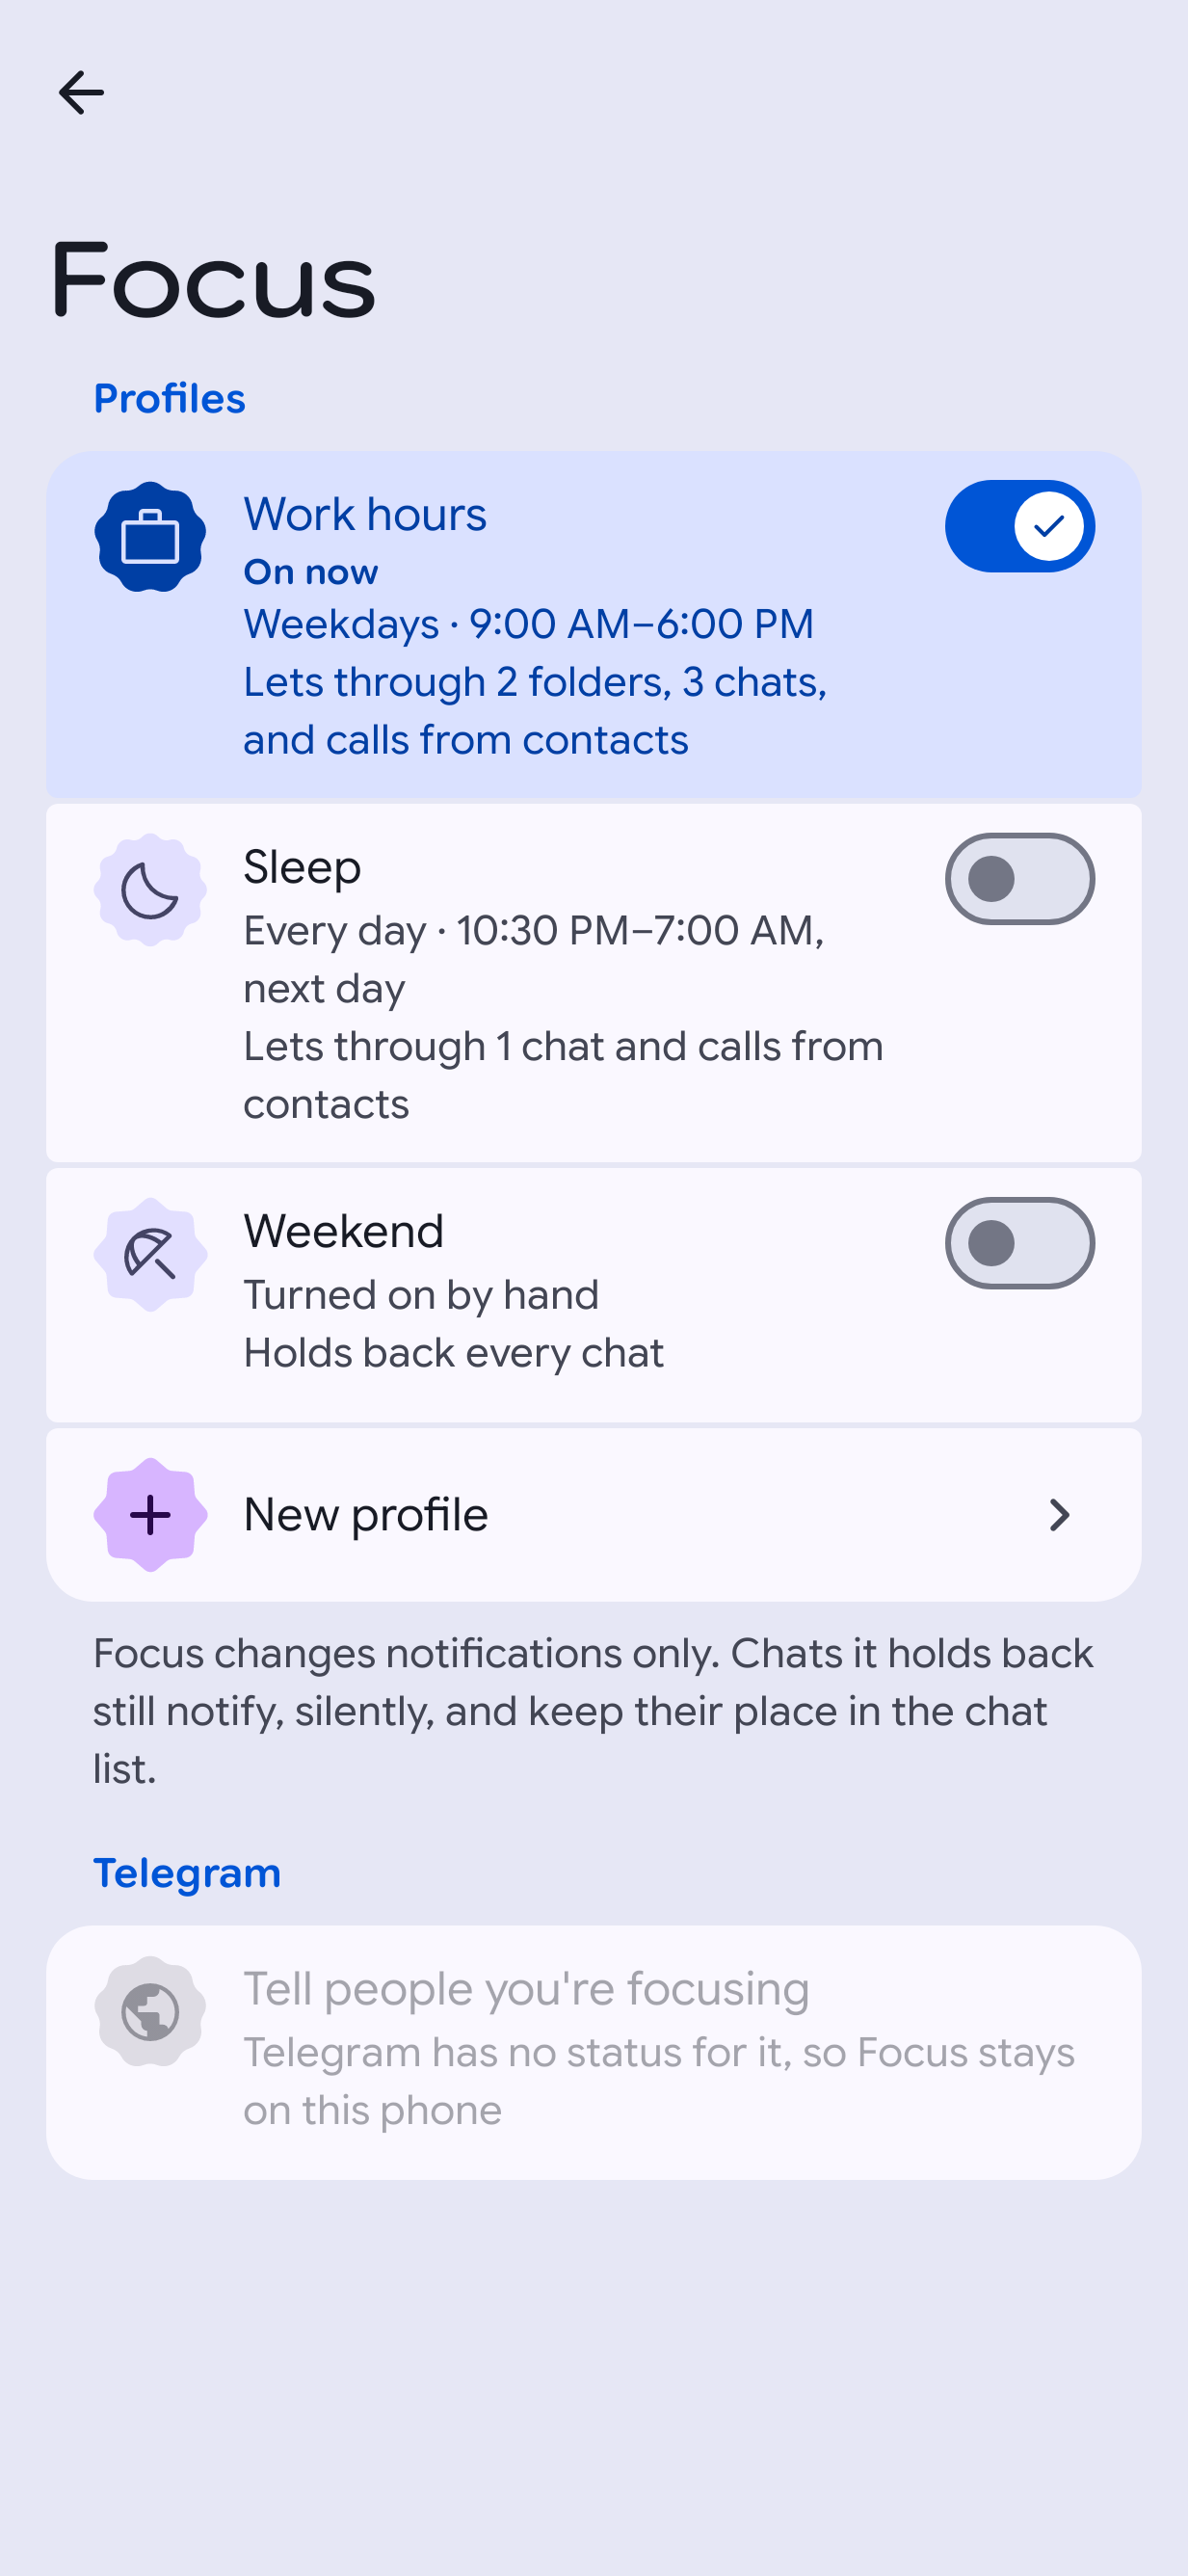 Focus
Profiles
Work hours
On now
Weekdays · 9:00 AM–6:00 PM
Lets through 2 folders, 3 chats,
and calls from contacts
Sleep
Every day · 10:30 PM–7:00 AM,
next day
Lets through 1 chat and calls from
contacts
Weekend
Turned on by hand
Holds back every chat
New profile
Focus changes notifications only. Chats it holds back
still notify, silently, and keep their place in the chat
list.
Telegram
Tell people you're focusing
Telegram has no status for it, so Focus stays
on this phone